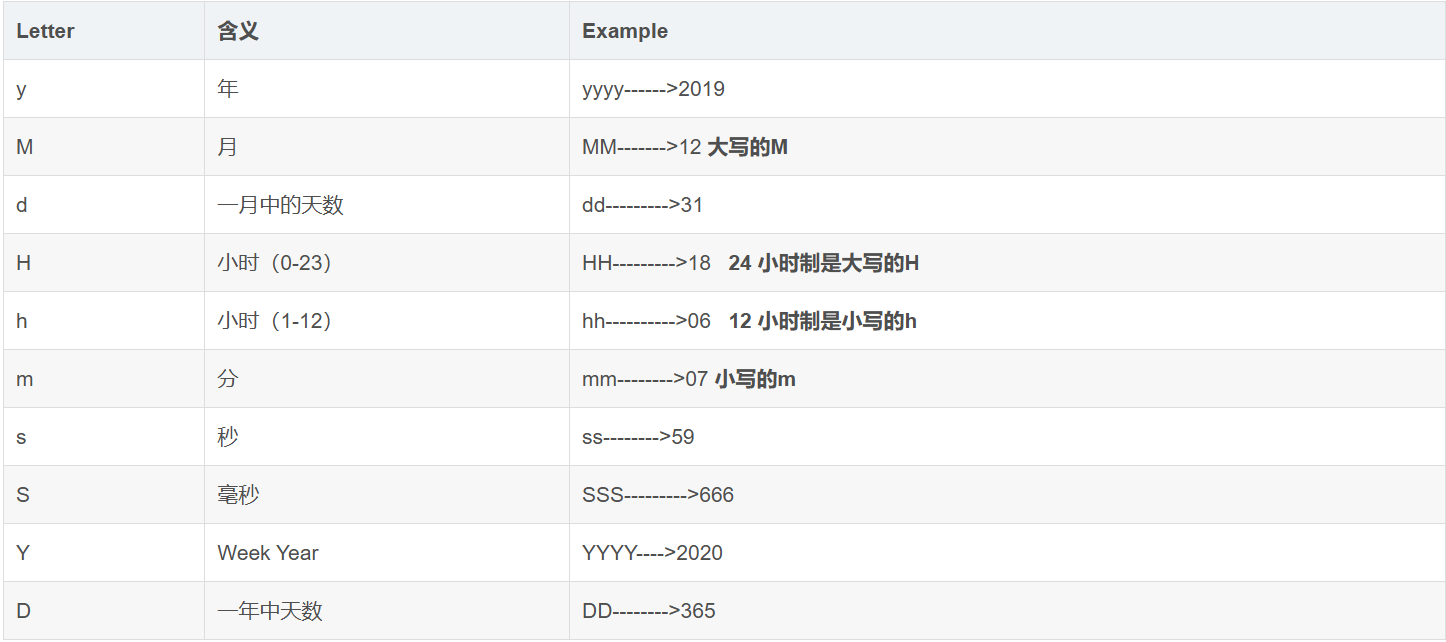 Letter 含义 Example
y 年 yyyy------>2019
M 月 MM------->12 大写的M
d 一月中的天数 dd--------->31
H 小时（0-23） HH--------->18 24 小时制是大写的H
h 小时（1-12） hh---------->06 12 小时制是小写的h
m 分 mm-------->07 小写的m
s 秒 ss-------->59
S 毫秒 SSS--------->666
Y Week Year YYYY---->2020
D 一年中天数 DD-------->365